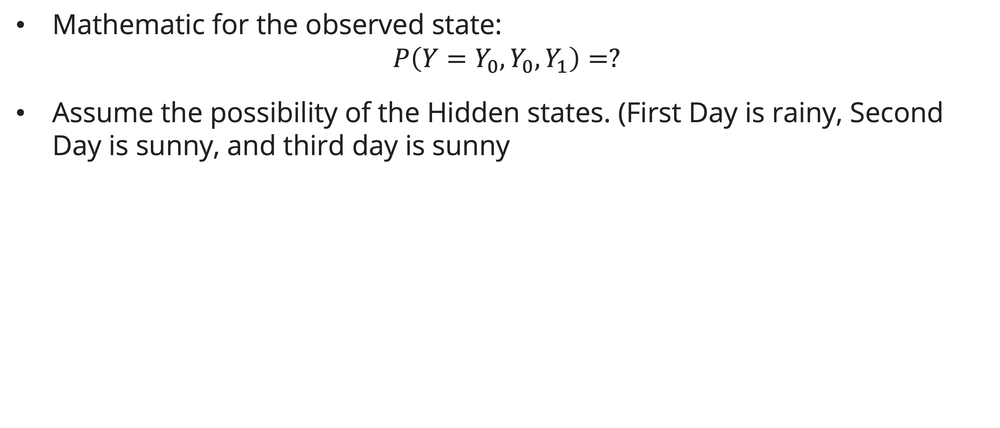 • Mathematic for the observed state:
P(Y = Y₀, Y₀, Y₁) =?
• Assume the possibility of the Hidden states. (First Day is rainy, Second
Day is sunny, and third day is sunny